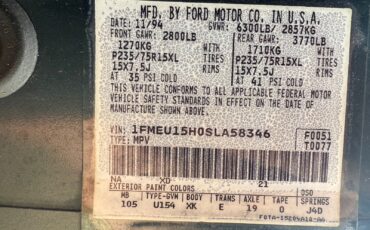 MFD. BY FORD MOTOR CO. IN U.S.A.
DATE: 11/94 GVWR: 6300LB/ 2857KG
FRONT GAWR: 2800LB REAR GAWR: 3770LB
1270KG WITH 1710KG WITH
P235/75R15XL TIRES P235/75R15XL TIRES
15X7.5J RIMS 15X7.5J RIMS
AT 35 PSI COLD AT 41 PSI COLD
THIS VEHICLE CONFORMS TO ALL APPLICABLE FEDERAL MOTOR
VEHICLE SAFETY STANDARDS IN EFFECT ON THE DATE OF
MANUFACTURE SHOWN ABOVE.
VIN: 1FMEU15H0SLA58346 F0051
TYPE: MPV T0077
NA XD 21
EXTERIOR PAINT COLORS DSO
WB TYPE-GVW BODY TRANS AXLE TAPE SPRINGS
105 U154 XK E 19 O J4D